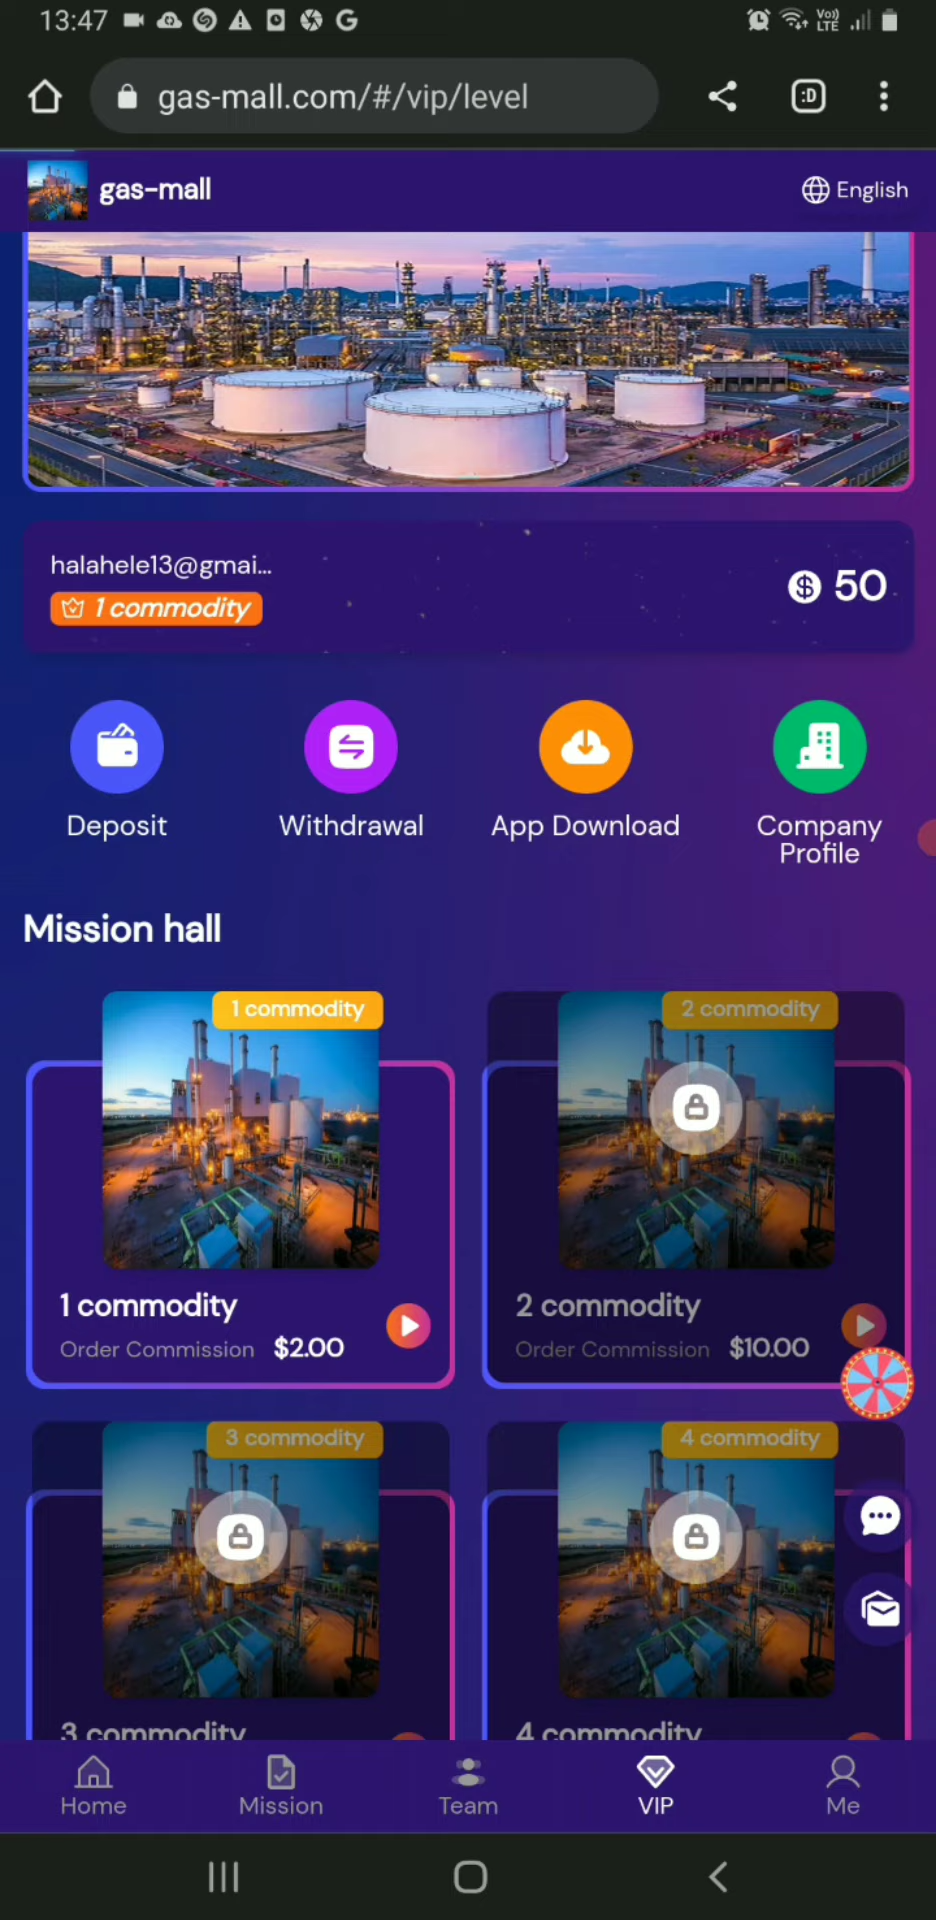 13:47
Vo)) LTE
gas-mall.com/#/vip/level
:D
gas-mall
English
halahele13@gmai...
1 commodity
$ 50
Deposit
Withdrawal
App Download
Company
Profile
Mission hall
1 commodity
2 commodity
1 commodity
Order Commission $2.00
2 commodity
Order Commission $10.00
3 commodity
4 commodity
3 commodity
4 commodity
Home
Mission
Team
VIP
Me